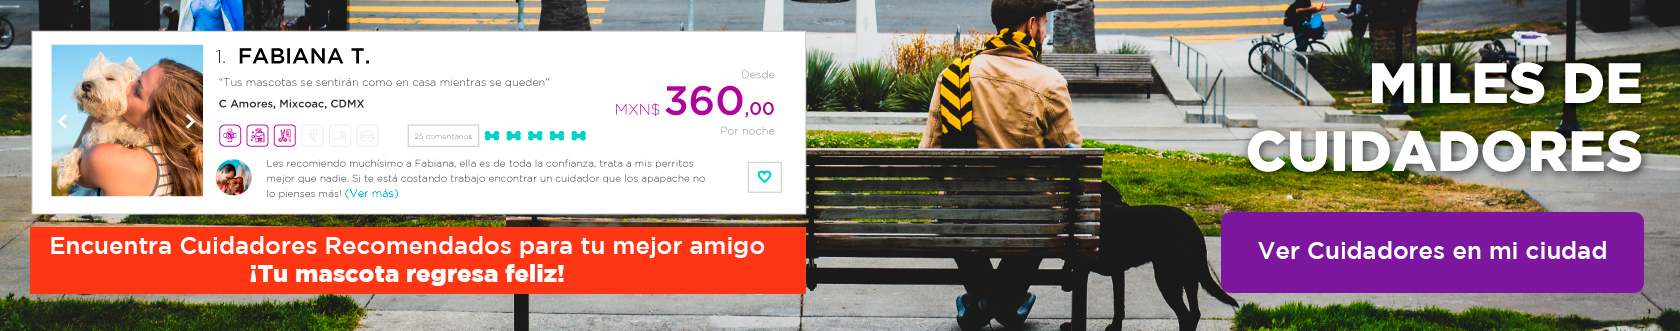 1. FABIANA T.
"Tus mascotas se sentirán como en casa mientras se queden"
C Amores, Mixcoac, CDMX
Desde
MXN$ 360,00
Por noche
25 comentarios
Les recomiendo muchísimo a Fabiana, ella es de toda la confianza, trata a mis perritos
mejor que nadie. Si te está costando trabajo encontrar un cuidador que los apapache no
lo pienses más! (Ver más)
Encuentra Cuidadores Recomendados para tu mejor amigo
¡Tu mascota regresa feliz!
MILES DE
CUIDADORES
Ver Cuidadores en mi ciudad